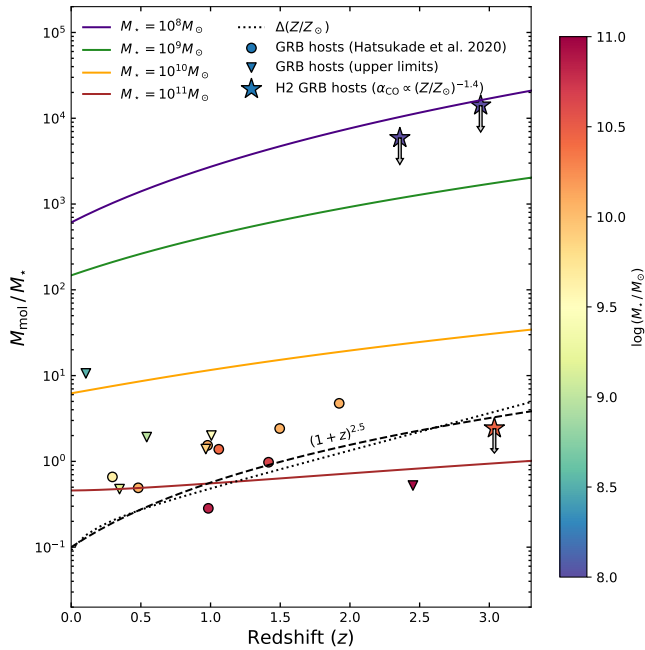 M⋆ = 10⁸M☉
M⋆ = 10⁹M☉
M⋆ = 10¹⁰M☉
M⋆ = 10¹¹M☉
Δ(Z/Z☉)
GRB hosts (Hatsukade et al. 2020)
GRB hosts (upper limits)
H2 GRB hosts (α_CO ∝ (Z/Z☉)^−1.4)
10⁵
10⁴
10³
10²
10¹
10⁰
10⁻¹
M_mol / M⋆
(1 + z)^2.5
0.0 0.5 1.0 1.5 2.0 2.5 3.0
Redshift (z)
11.0
10.5
10.0
9.5
9.0
8.5
8.0
log (M⋆ / M☉)